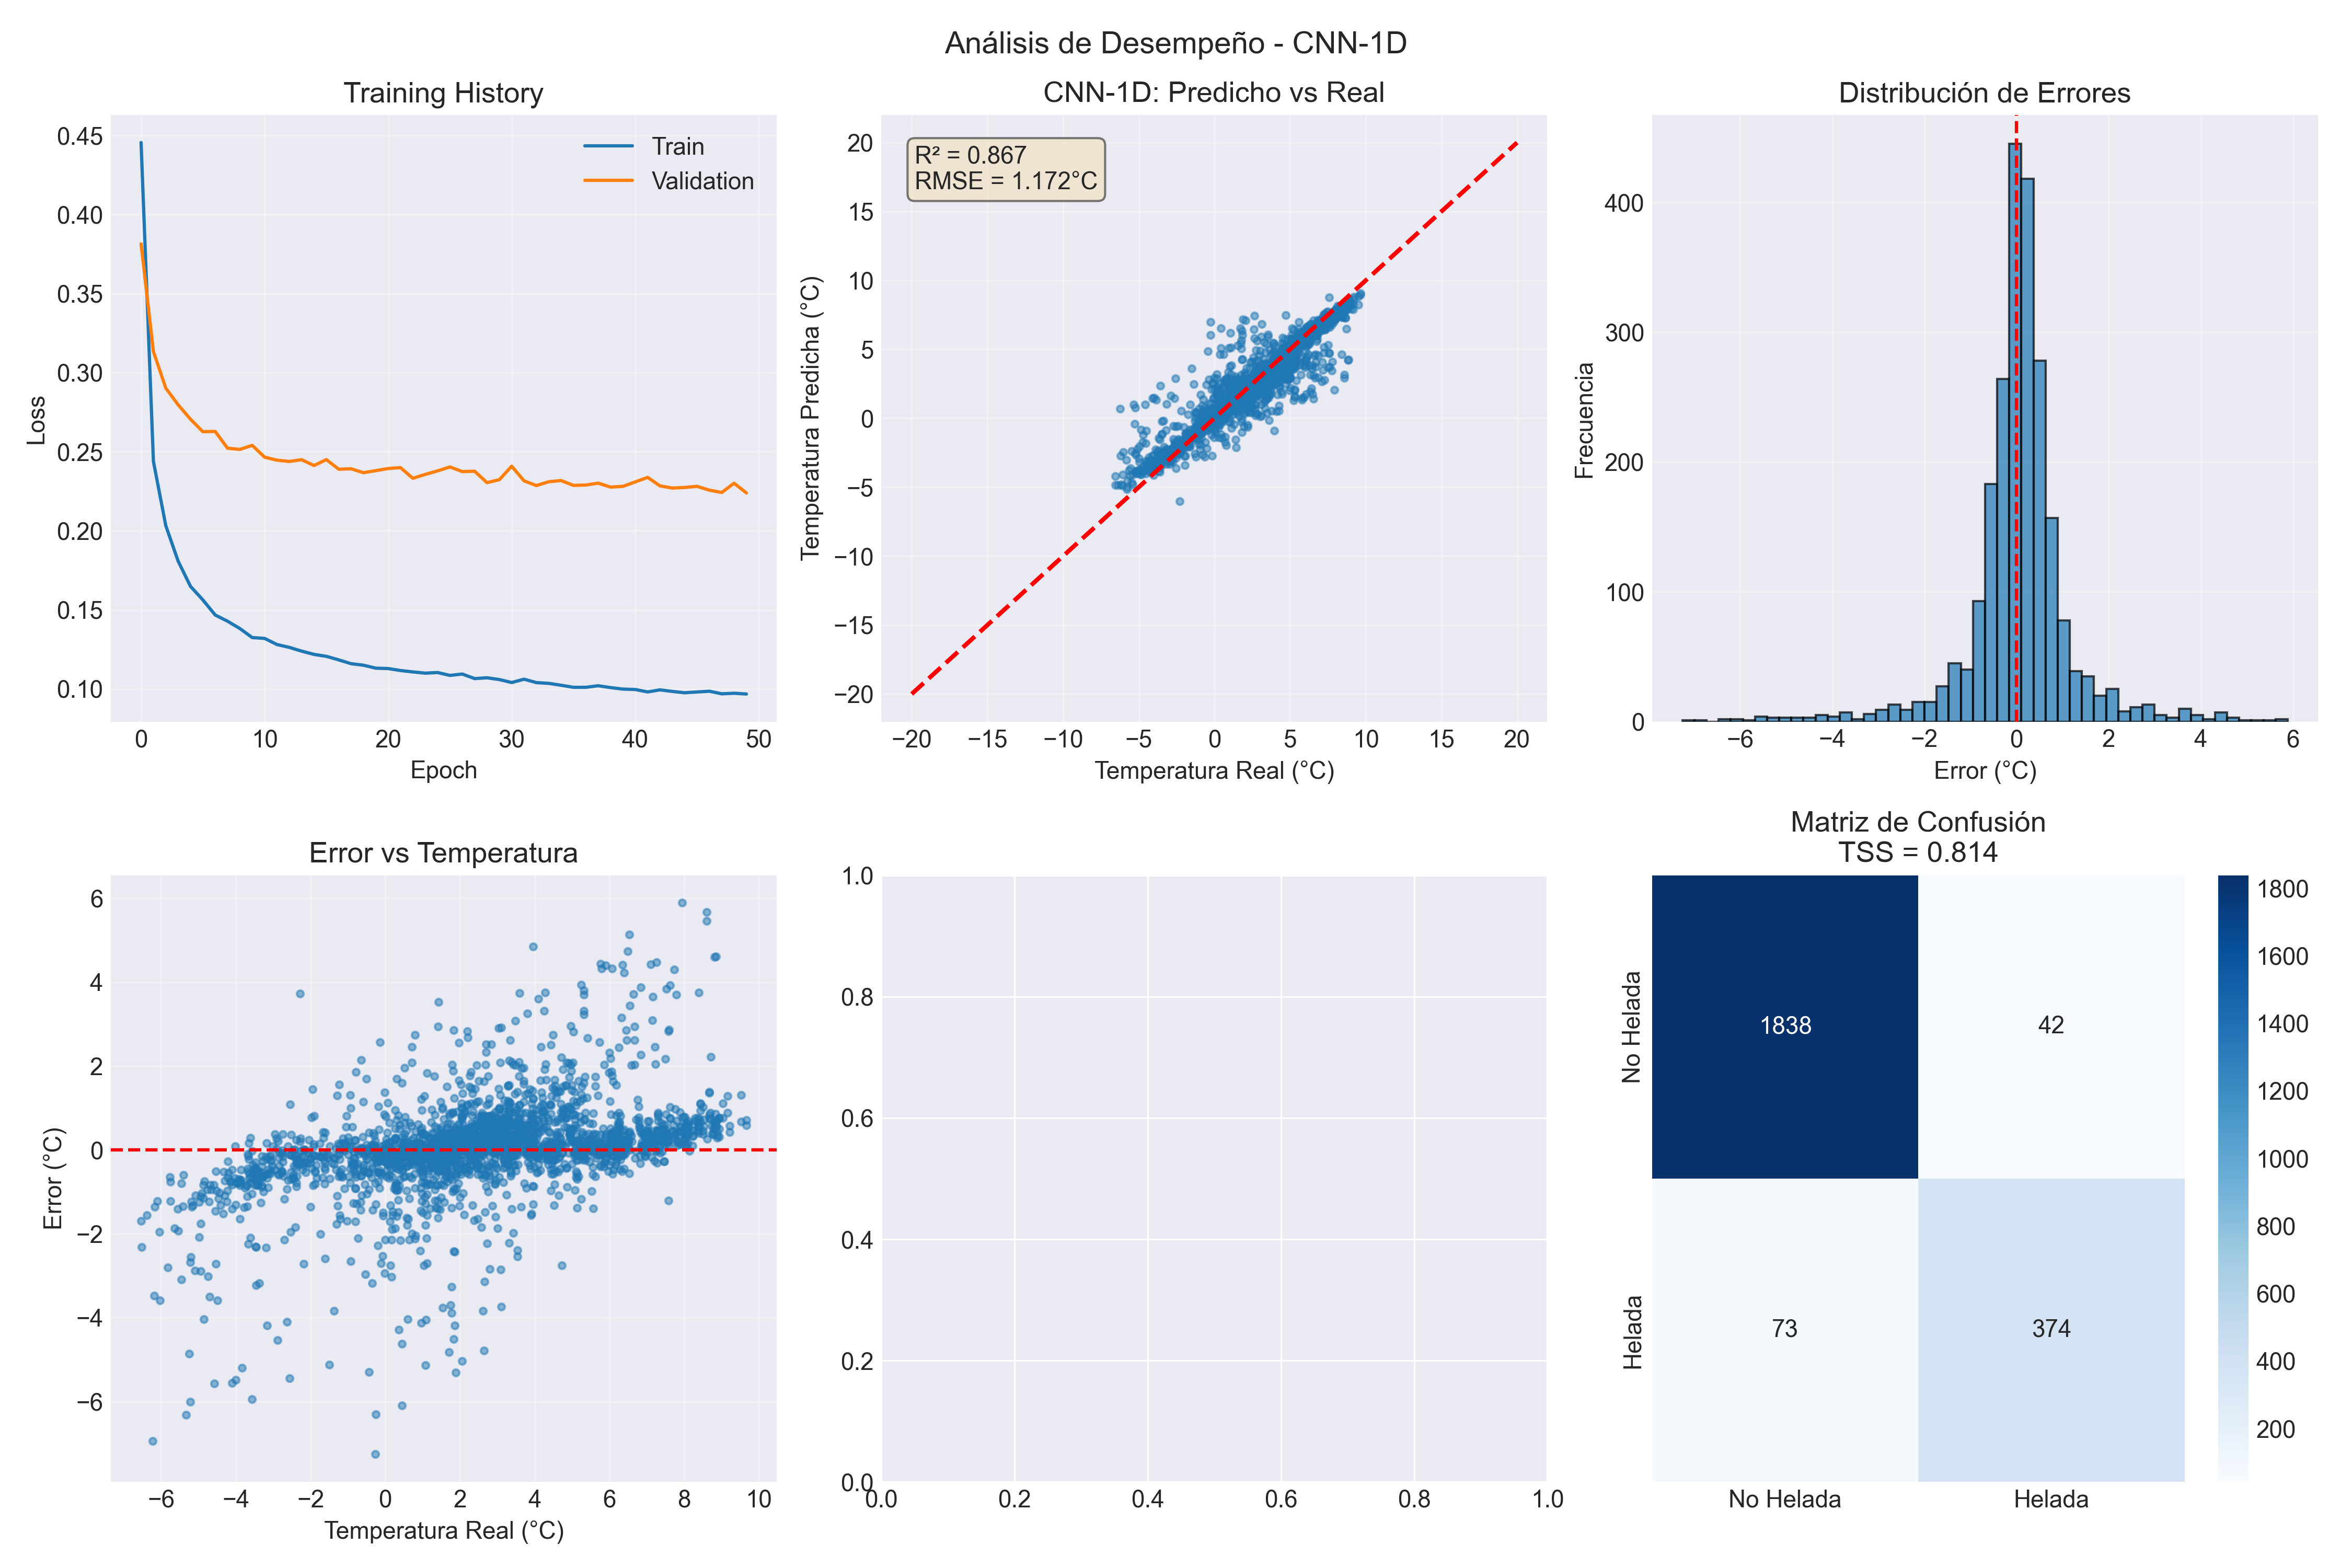 Análisis de Desempeño - CNN-1D
Training History
0.45
0.40
0.35
0.30
0.25
0.20
0.15
0.10
Loss
0 10 20 30 40 50
Epoch
Train
Validation
CNN-1D: Predicho vs Real
R² = 0.867
RMSE = 1.172°C
20
15
10
5
0
−5
−10
−15
−20
Temperatura Predicha (°C)
−20 −15 −10 −5 0 5 10 15 20
Temperatura Real (°C)
Distribución de Errores
400
300
200
100
0
Frecuencia
−6 −4 −2 0 2 4 6
Error (°C)
Error vs Temperatura
6
4
2
0
−2
−4
−6
Error (°C)
−6 −4 −2 0 2 4 6 8 10
Temperatura Real (°C)
1.0
0.8
0.6
0.4
0.2
0.0
0.0 0.2 0.4 0.6 0.8 1.0
Matriz de Confusión
TSS = 0.814
No Helada
1838 42
Helada
73 374
No Helada Helada
1800
1600
1400
1200
1000
800
600
400
200